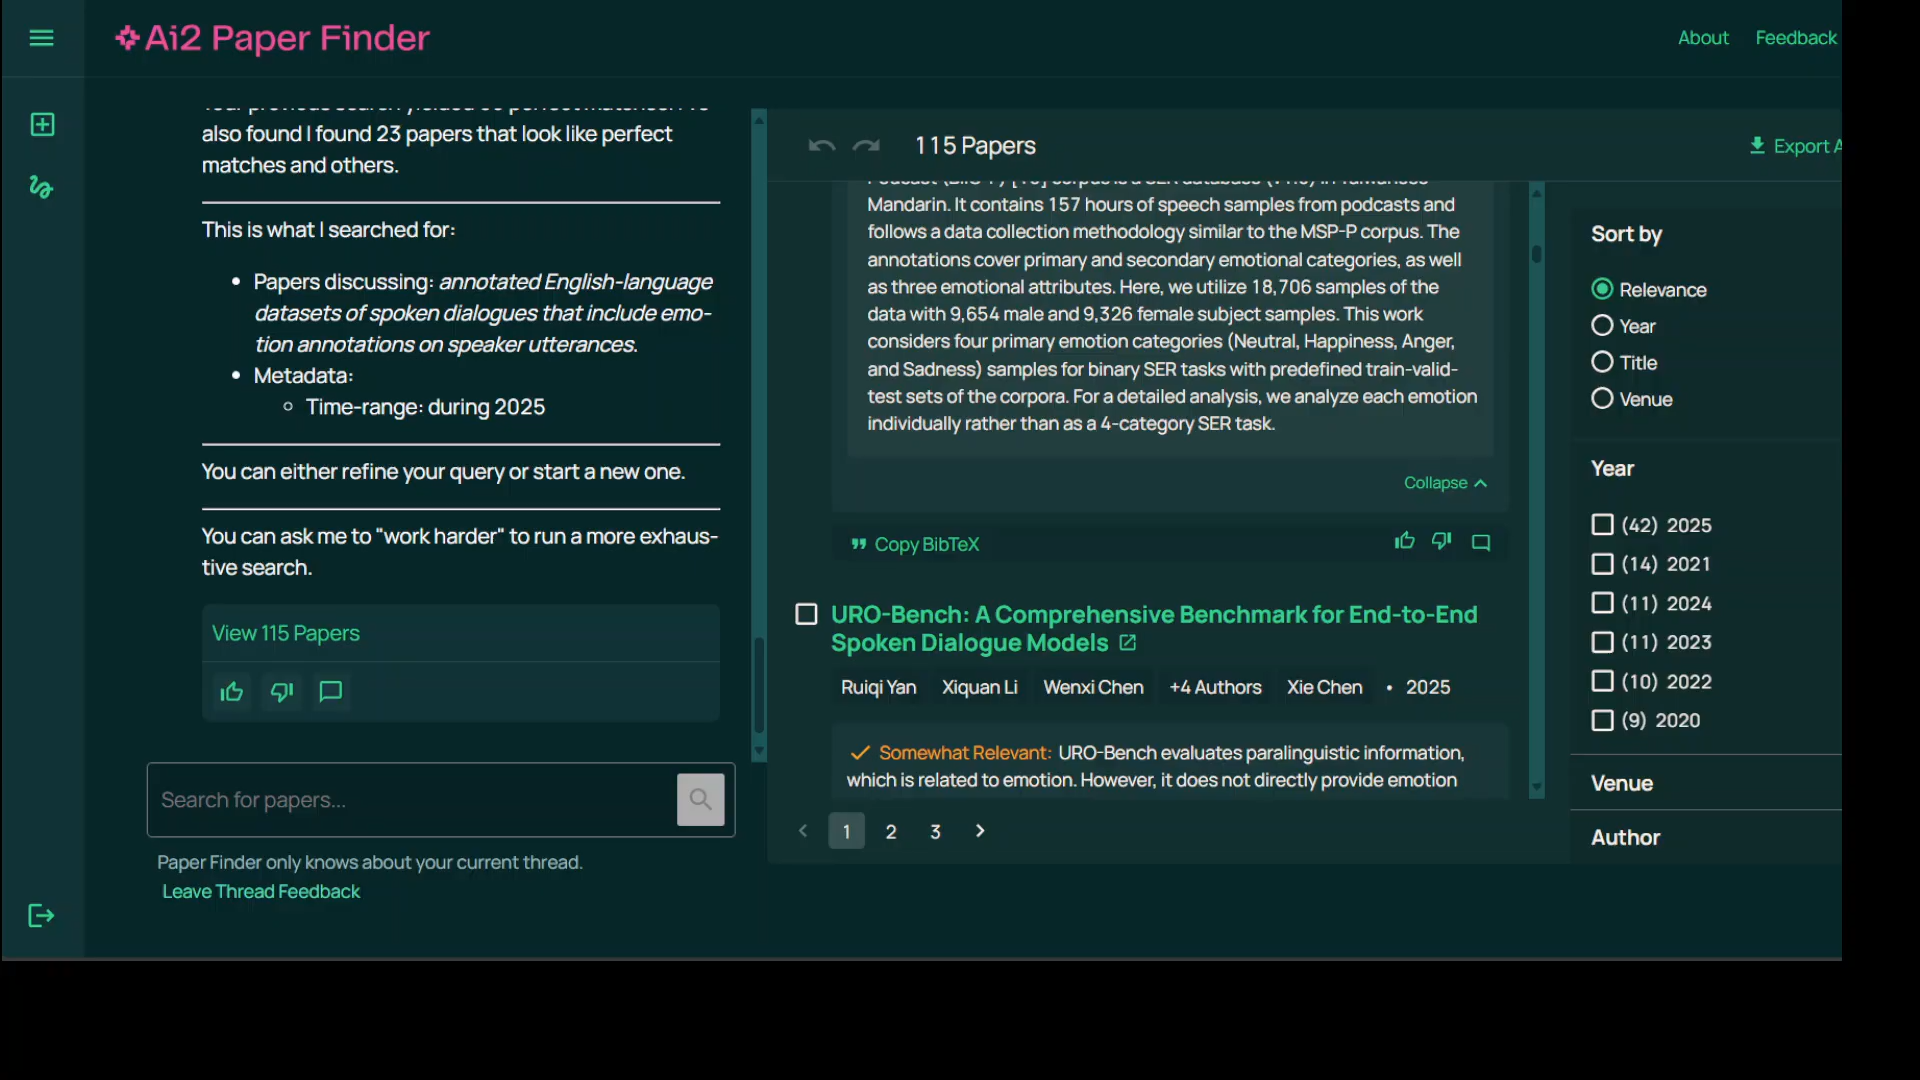 Ai2 Paper Finder
About
Feedback
also found I found 23 papers that look like perfect
matches and others.
This is what I searched for:
• Papers discussing: annotated English-language
datasets of spoken dialogues that include emo-
tion annotations on speaker utterances.
• Metadata:
Time-range: during 2025
You can either refine your query or start a new one.
You can ask me to "work harder" to run a more exhaus-
tive search.
View 115 Papers
Search for papers...
Paper Finder only knows about your current thread.
Leave Thread Feedback
115 Papers
Export A
Mandarin. It contains 157 hours of speech samples from podcasts and
follows a data collection methodology similar to the MSP-P corpus. The
annotations cover primary and secondary emotional categories, as well
as three emotional attributes. Here, we utilize 18,706 samples of the
data with 9,654 male and 9,326 female subject samples. This work
considers four primary emotion categories (Neutral, Happiness, Anger,
and Sadness) samples for binary SER tasks with predefined train-valid-
test sets of the corpora. For a detailed analysis, we analyze each emotion
individually rather than as a 4-category SER task.
Collapse
Copy BibTeX
URO-Bench: A Comprehensive Benchmark for End-to-End
Spoken Dialogue Models
Ruiqi Yan Xiquan Li Wenxi Chen +4 Authors Xie Chen • 2025
Somewhat Relevant: URO-Bench evaluates paralinguistic information,
which is related to emotion. However, it does not directly provide emotion
1 2 3
Sort by
Relevance
Year
Title
Venue
Year
(42) 2025
(14) 2021
(11) 2024
(11) 2023
(10) 2022
(9) 2020
Venue
Author